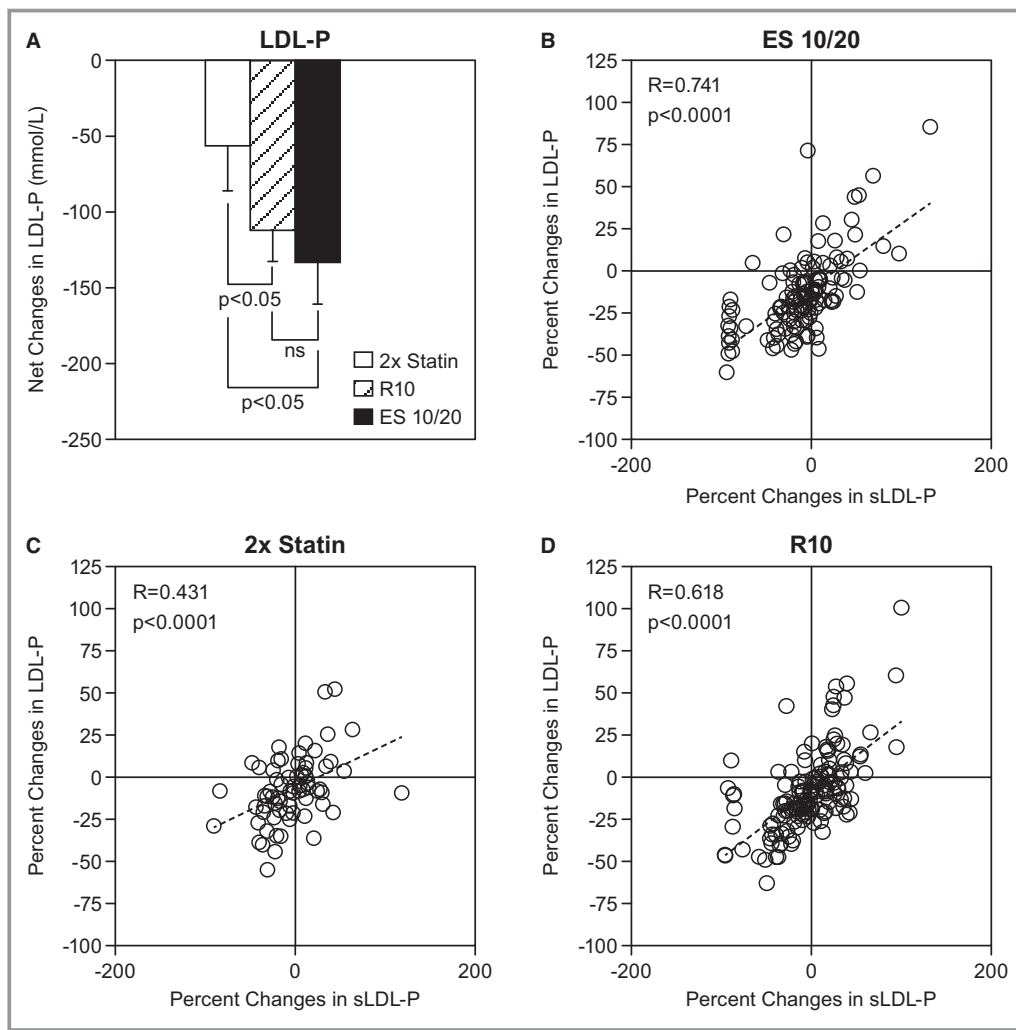 A
LDL-P
Net Changes in LDL-P (mmol/L)
0
-50
-100
-150
-200
-250
p<0.05
ns
p<0.05
2x Statin
R10
ES 10/20
B
ES 10/20
R=0.741
p<0.0001
Percent Changes in LDL-P
125
100
75
50
25
0
-25
-50
-75
-100
-200
0
200
Percent Changes in sLDL-P
C
2x Statin
R=0.431
p<0.0001
Percent Changes in LDL-P
125
100
75
50
25
0
-25
-50
-75
-100
-200
0
200
Percent Changes in sLDL-P
D
R10
R=0.618
p<0.0001
Percent Changes in LDL-P
125
100
75
50
25
0
-25
-50
-75
-100
-200
0
200
Percent Changes in sLDL-P